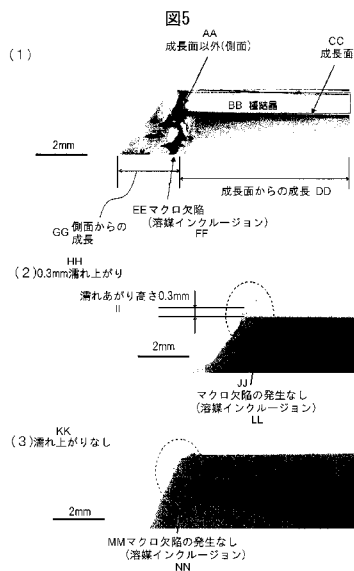 図5
(1)
AA
成長面以外(側面)
CC
成長面
BB 種結晶
2mm
成長面からの成長 DD
GG 側面からの
成長
EEマクロ欠陥
(溶媒インクルージョン)
FF
HH
(2)0.3mm濡れ上がり
濡れあがり高さ0.3mm
II
2mm
JJ
マクロ欠陥の発生なし
(溶媒インクルージョン)
LL
KK
(3)濡れ上がりなし
2mm
MMマクロ欠陥の発生なし
(溶媒インクルージョン)
NN